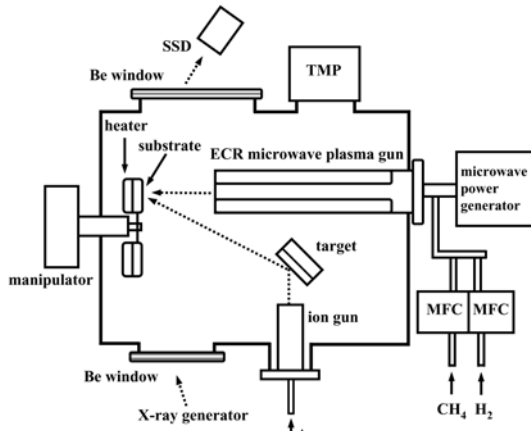 SSD
Be window
TMP
heater
substrate
ECR microwave plasma gun
microwave
power
generator
manipulator
target
ion gun
MFC
MFC
Be window
X-ray generator
CH₄
H₂